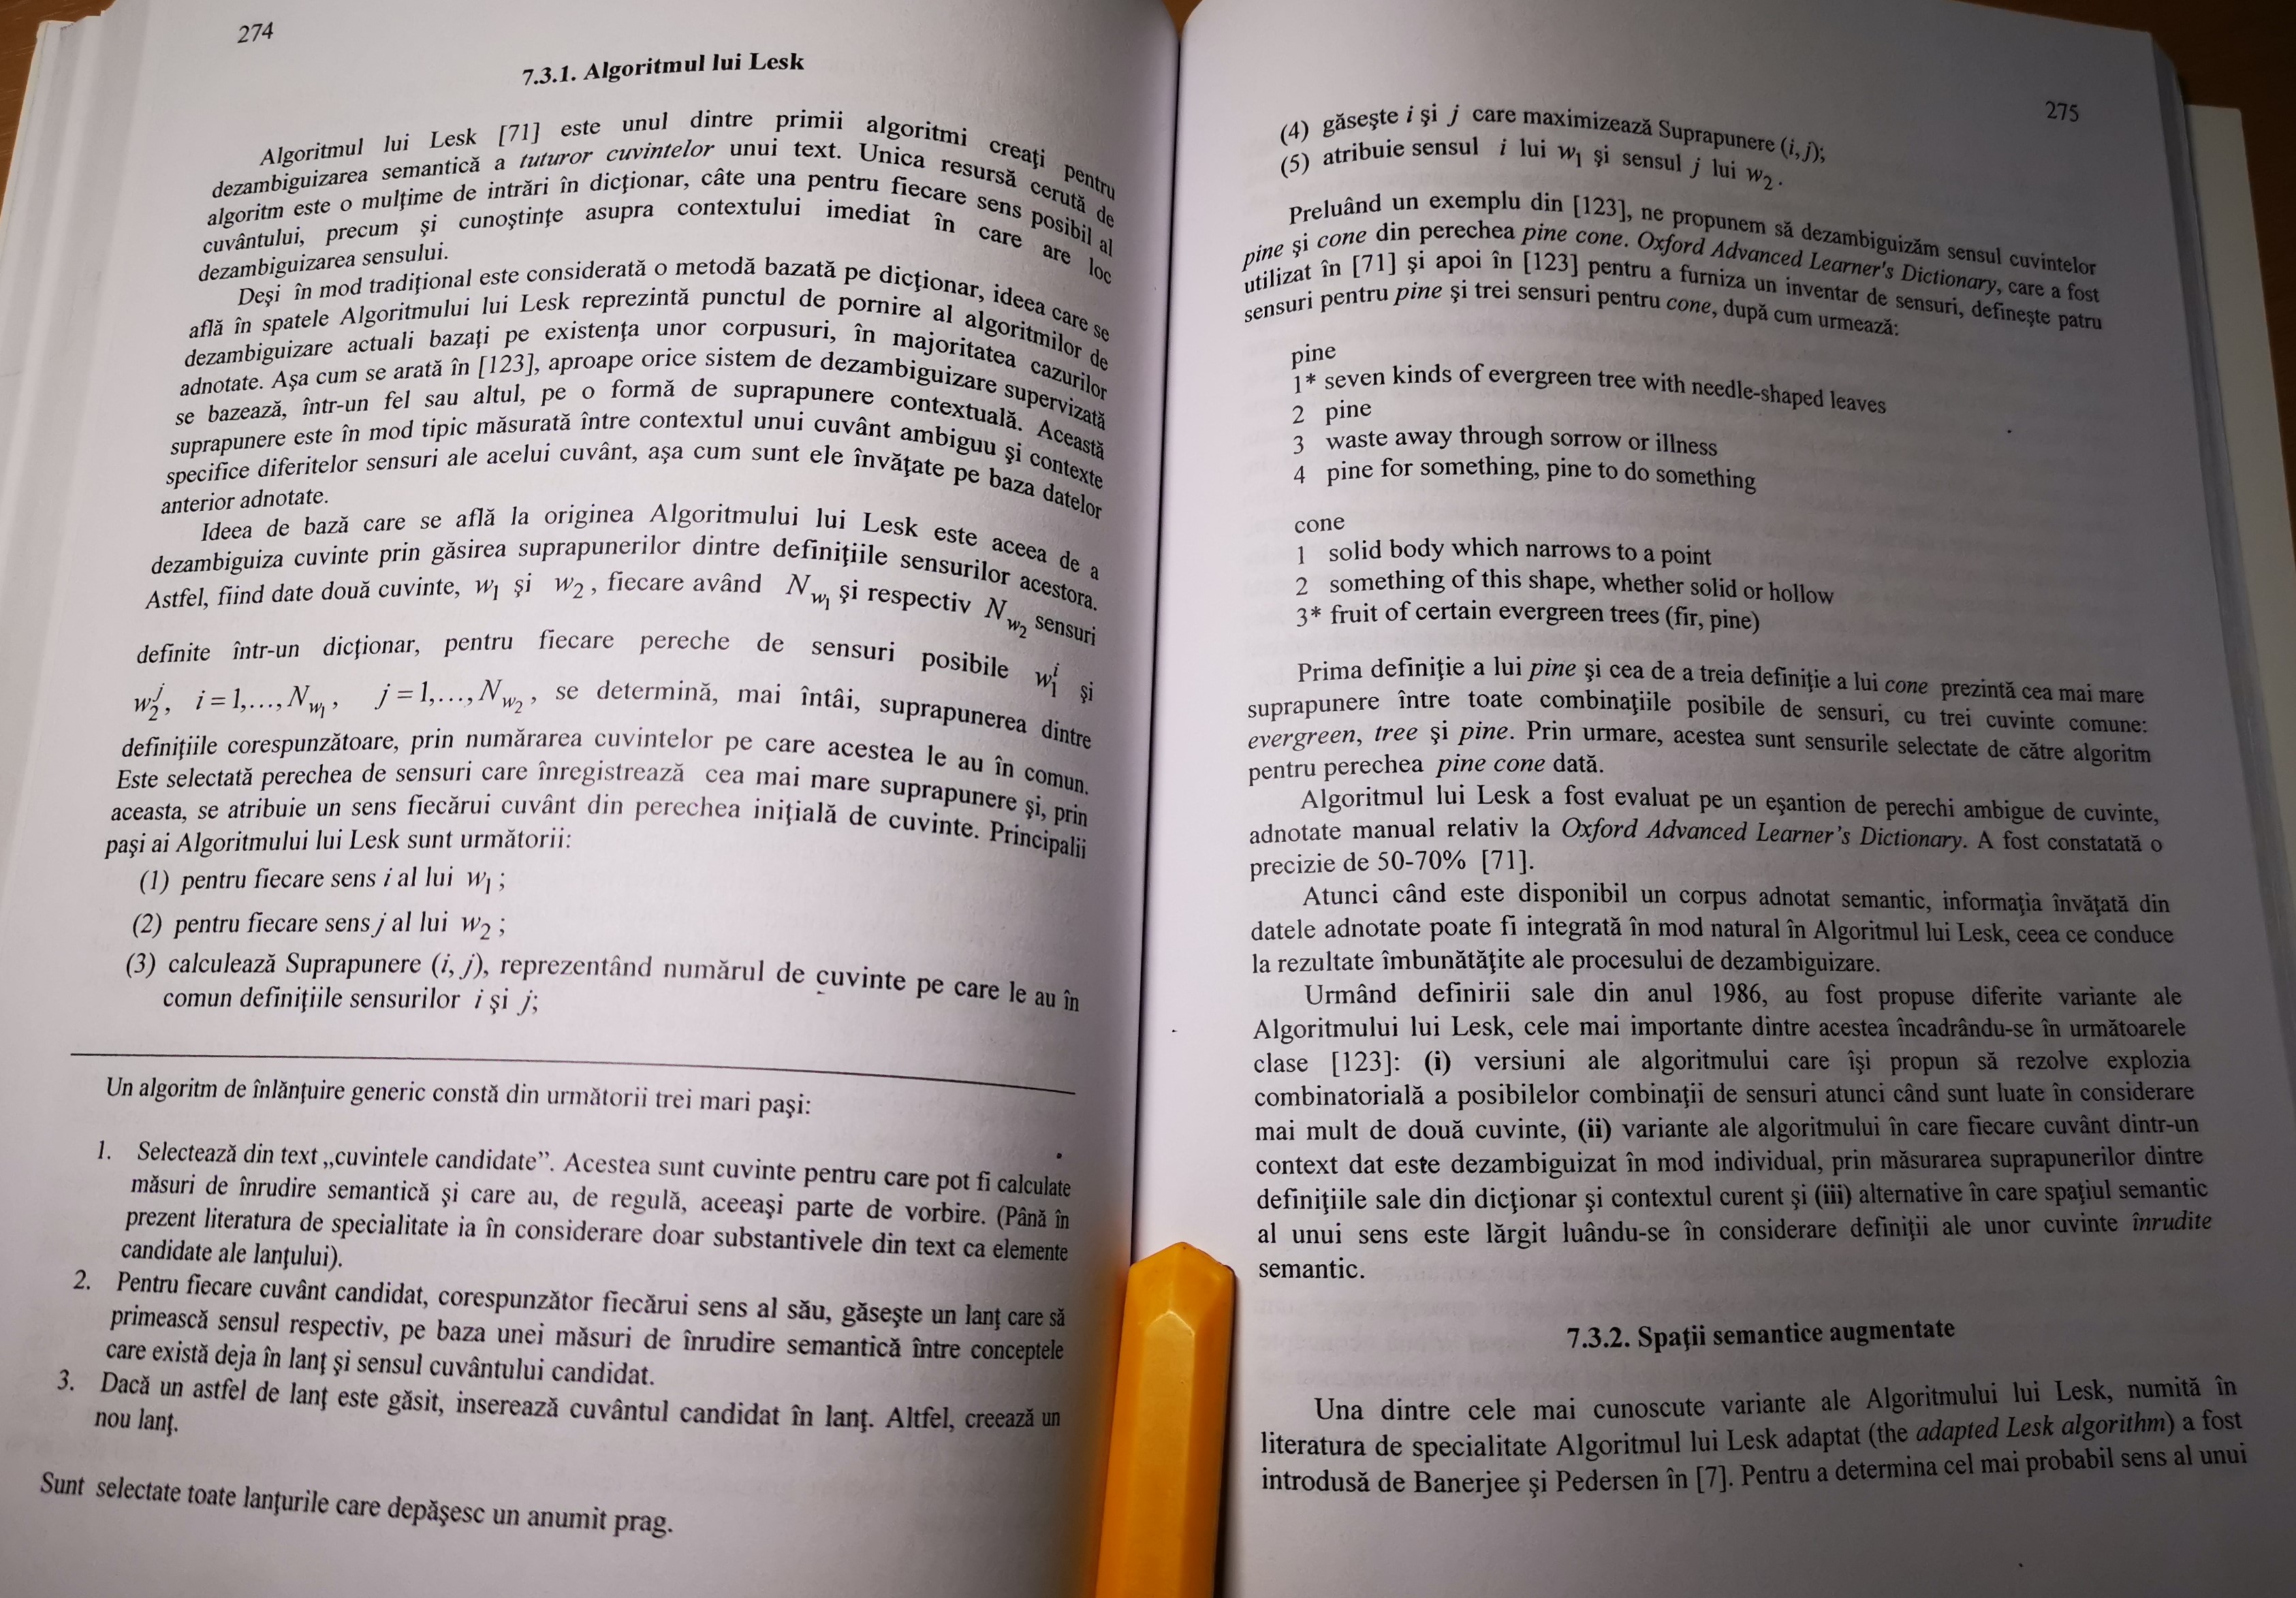 274
7.3.1. Algoritmul lui Lesk
Algoritmul lui Lesk [71] este unul dintre primii algoritmi creaţi pentru
dezambiguizarea semantică a tuturor cuvintelor unui text. Unica resursă cerută de
algoritm este o mulţime de intrări în dicţionar, câte una pentru fiecare sens posibil al
cuvântului, precum şi cunoştinţe asupra contextului imediat în care are loc
dezambiguizarea sensului.
Deşi în mod tradiţional este considerată o metodă bazată pe dicţionar, ideea care se
află în spatele Algoritmului lui Lesk reprezintă punctul de pornire al algoritmilor de
dezambiguizare actuali bazaţi pe existenţa unor corpusuri, în majoritatea cazurilor
adnotate. Aşa cum se arată în [123], aproape orice sistem de dezambiguizare supervizată
se bazează, într-un fel sau altul, pe o formă de suprapunere contextuală. Această
suprapunere este în mod tipic măsurată între contextul unui cuvânt ambiguu şi contexte
specifice diferitelor sensuri ale acelui cuvânt, aşa cum sunt ele învăţate pe baza datelor
anterior adnotate.
Ideea de bază care se află la originea Algoritmului lui Lesk este aceea de a
dezambiguiza cuvinte prin găsirea suprapunerilor dintre definiţiile sensurilor acestora.
Astfel, fiind date două cuvinte, w₁ şi w₂, fiecare având N_w₁ şi respectiv N_w₂ sensuri
definite într-un dicţionar, pentru fiecare pereche de sensuri posibile w₁ⁱ şi
w₂ʲ, i=1,...,N_w₁, j=1,...,N_w₂, se determină, mai întâi, suprapunerea dintre
definiţiile corespunzătoare, prin numărarea cuvintelor pe care acestea le au în comun.
Este selectată perechea de sensuri care înregistrează cea mai mare suprapunere şi, prin
aceasta, se atribuie un sens fiecărui cuvânt din perechea iniţială de cuvinte. Principalii
paşi ai Algoritmului lui Lesk sunt următorii:
(1) pentru fiecare sens i al lui w₁;
(2) pentru fiecare sens j al lui w₂;
(3) calculează Suprapunere (i, j), reprezentând numărul de cuvinte pe care le au în
comun definiţiile sensurilor i şi j;
Un algoritm de înlănţuire generic constă din următorii trei mari paşi:
1. Selectează din text „cuvintele candidate”. Acestea sunt cuvinte pentru care pot fi calculate
măsuri de înrudire semantică şi care au, de regulă, aceeaşi parte de vorbire. (Până în
prezent literatura de specialitate ia în considerare doar substantivele din text ca elemente
candidate ale lanţului).
2. Pentru fiecare cuvânt candidat, corespunzător fiecărui sens al său, găseşte un lanţ care să
primească sensul respectiv, pe baza unei măsuri de înrudire semantică între conceptele
care există deja în lanţ şi sensul cuvântului candidat.
3. Dacă un astfel de lanţ este găsit, inserează cuvântul candidat în lanţ. Altfel, creează un
nou lanţ.
Sunt selectate toate lanţurile care depăşesc un anumit prag.
275
(4) găseşte i şi j care maximizează Suprapunere (i, j);
(5) atribuie sensul i lui w₁ şi sensul j lui w₂.
Preluând un exemplu din [123], ne propunem să dezambiguizăm sensul cuvintelor
pine şi cone din perechea pine cone. Oxford Advanced Learner's Dictionary, care a fost
utilizat în [71] şi apoi în [123] pentru a furniza un inventar de sensuri, defineşte patru
sensuri pentru pine şi trei sensuri pentru cone, după cum urmează:
pine
1* seven kinds of evergreen tree with needle-shaped leaves
2 pine
3 waste away through sorrow or illness
4 pine for something, pine to do something
cone
1 solid body which narrows to a point
2 something of this shape, whether solid or hollow
3* fruit of certain evergreen trees (fir, pine)
Prima definiţie a lui pine şi cea de a treia definiţie a lui cone prezintă cea mai mare
suprapunere între toate combinaţiile posibile de sensuri, cu trei cuvinte comune:
evergreen, tree şi pine. Prin urmare, acestea sunt sensurile selectate de către algoritm
pentru perechea pine cone dată.
Algoritmul lui Lesk a fost evaluat pe un eşantion de perechi ambigue de cuvinte,
adnotate manual relativ la Oxford Advanced Learner’s Dictionary. A fost constatată o
precizie de 50-70% [71].
Atunci când este disponibil un corpus adnotat semantic, informaţia învăţată din
datele adnotate poate fi integrată în mod natural în Algoritmul lui Lesk, ceea ce conduce
la rezultate îmbunătăţite ale procesului de dezambiguizare.
Urmând definirii sale din anul 1986, au fost propuse diferite variante ale
Algoritmului lui Lesk, cele mai importante dintre acestea încadrându-se în următoarele
clase [123]: (i) versiuni ale algoritmului care îşi propun să rezolve explozia
combinatorială a posibilelor combinaţii de sensuri atunci când sunt luate în considerare
mai mult de două cuvinte, (ii) variante ale algoritmului în care fiecare cuvânt dintr-un
context dat este dezambiguizat în mod individual, prin măsurarea suprapunerilor dintre
definiţiile sale din dicţionar şi contextul curent şi (iii) alternative în care spaţiul semantic
al unui sens este lărgit luându-se în considerare definiţii ale unor cuvinte înrudite
semantic.
7.3.2. Spaţii semantice augmentate
Una dintre cele mai cunoscute variante ale Algoritmului lui Lesk, numită în
literatura de specialitate Algoritmul lui Lesk adaptat (the adapted Lesk algorithm) a fost
introdusă de Banerjee şi Pedersen în [7]. Pentru a determina cel mai probabil sens al unui